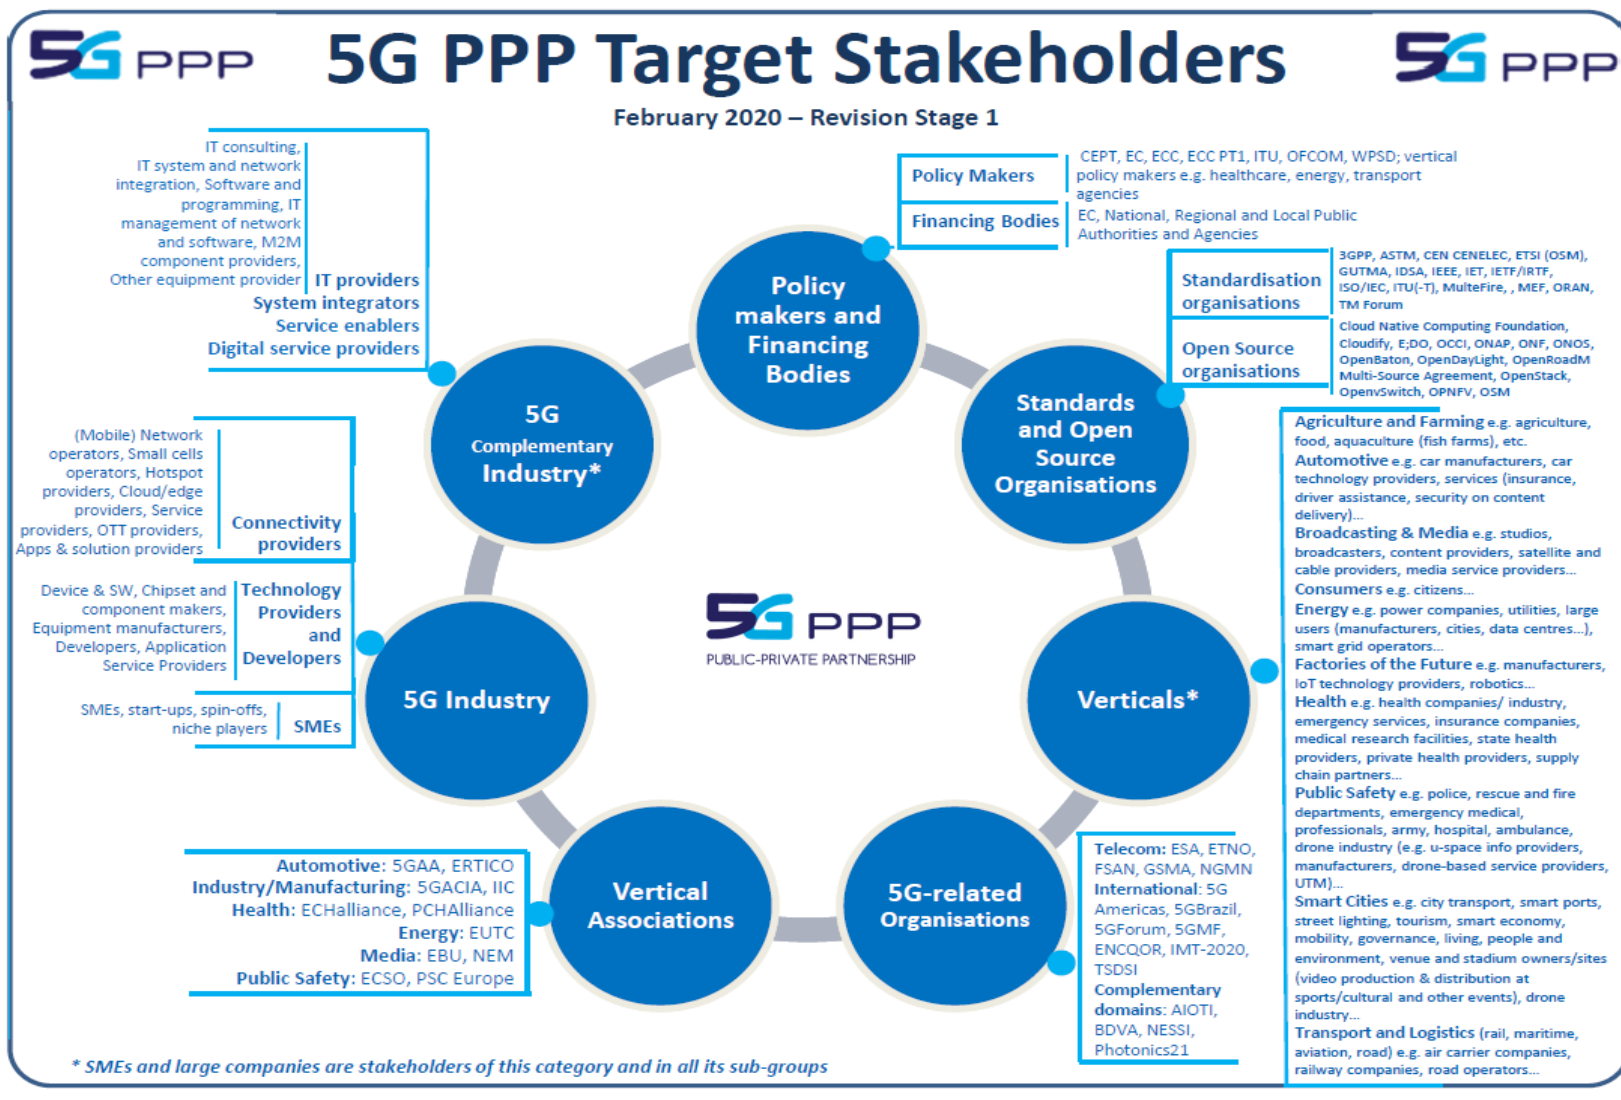 5G PPP
5G PPP Target Stakeholders
5G PPP
February 2020 – Revision Stage 1
IT consulting,
IT system and network
integration, Software and
programming, IT
management of network
and software, M2M
component providers,
Other equipment provider
IT providers
System integrators
Service enablers
Digital service providers
Policy Makers
CEPT, EC, ECC, ECC PT1, ITU, OFCOM, WPSD; vertical
policy makers e.g. healthcare, energy, transport
agencies
Financing Bodies
EC, National, Regional and Local Public
Authorities and Agencies
Standardisation
organisations
3GPP, ASTM, CEN CENELEC, ETSI (OSM),
GUTMA, IDSA, IEEE, IET, IETF/IRTF,
ISO/IEC, ITU(-T), MulteFire, , MEF, ORAN,
TM Forum
Open Source
organisations
Cloud Native Computing Foundation,
Cloudify, E;DO, OCCI, ONAP, ONF, ONOS,
OpenBaton, OpenDayLight, OpenRoadM
Multi-Source Agreement, OpenStack,
OpenvSwitch, OPNFV, OSM
Policy
makers and
Financing
Bodies
5G
Complementary
Industry*
Standards
and Open
Source
Organisations
(Mobile) Network
operators, Small cells
operators, Hotspot
providers, Cloud/edge
providers, Service
providers, OTT providers,
Apps & solution providers
Connectivity
providers
Device & SW, Chipset and
component makers,
Equipment manufacturers,
Developers, Application
Service Providers
Technology
Providers
and
Developers
SMEs, start-ups, spin-offs,
niche players
SMEs
5G Industry
5G PPP
PUBLIC-PRIVATE PARTNERSHIP
Verticals*
Agriculture and Farming e.g. agriculture,
food, aquaculture (fish farms), etc.
Automotive e.g. car manufacturers, car
technology providers, services (insurance,
driver assistance, security on content
delivery)...
Broadcasting & Media e.g. studios,
broadcasters, content providers, satellite and
cable providers, media service providers...
Consumers e.g. citizens...
Energy e.g. power companies, utilities, large
users (manufacturers, cities, data centres...),
smart grid operators...
Factories of the Future e.g. manufacturers,
IoT technology providers, robotics...
Health e.g. health companies/ industry,
emergency services, insurance companies,
medical research facilities, state health
providers, private health providers, supply
chain partners...
Public Safety e.g. police, rescue and fire
departments, emergency medical,
professionals, army, hospital, ambulance,
drone industry (e.g. u-space info providers,
manufacturers, drone-based service providers,
UTM)...
Smart Cities e.g. city transport, smart ports,
street lighting, tourism, smart economy,
mobility, governance, living, people and
environment, venue and stadium owners/sites
(video production & distribution at
sports/cultural and other events), drone
industry...
Transport and Logistics (rail, maritime,
aviation, road) e.g. air carrier companies,
railway companies, road operators...
Automotive: 5GAA, ERTICO
Industry/Manufacturing: 5GACIA, IIC
Health: ECHalliance, PCHAlliance
Energy: EUTC
Media: EBU, NEM
Public Safety: ECSO, PSC Europe
Vertical
Associations
5G-related
Organisations
Telecom: ESA, ETNO,
FSAN, GSMA, NGMN
International: 5G
Americas, 5GBrazil,
5GForum, 5GMF,
ENCQOR, IMT-2020,
TSDSI
Complementary
domains: AIOTI,
BDVA, NESSI,
Photonics21
* SMEs and large companies are stakeholders of this category and in all its sub-groups